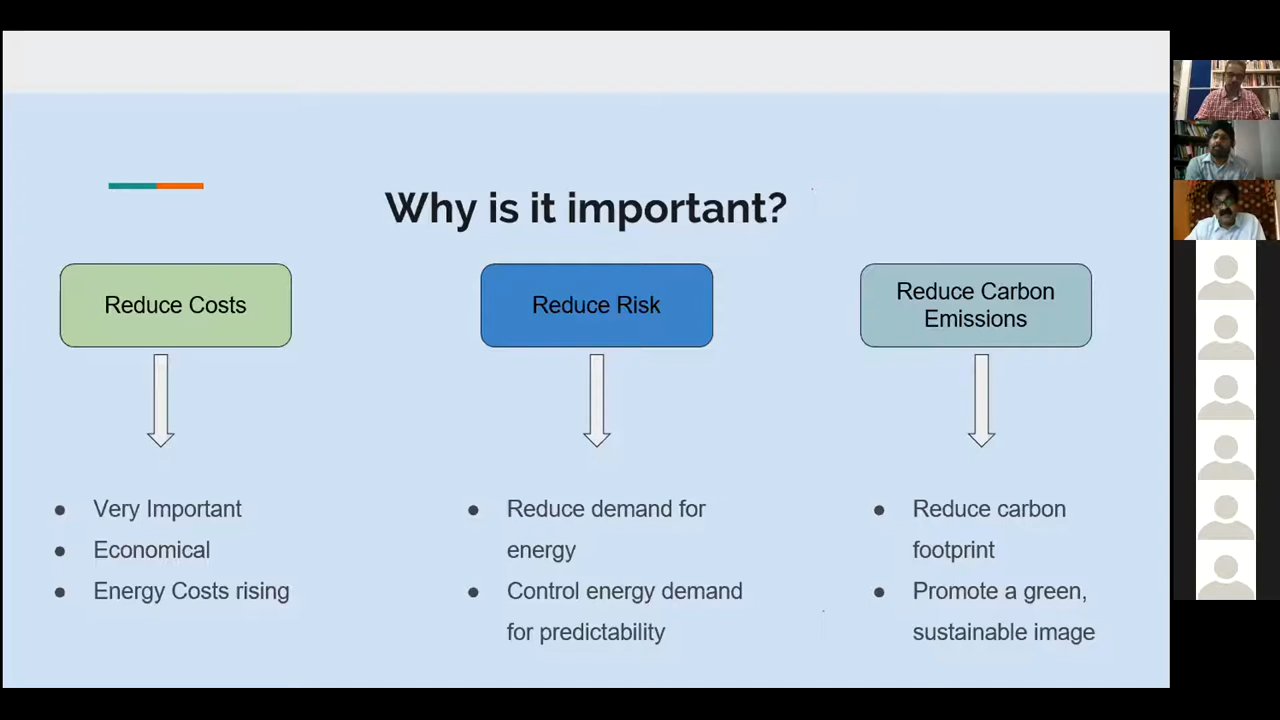 Why is it important?
Reduce Costs
Reduce Risk
Reduce Carbon
Emissions
● Very Important
● Economical
● Energy Costs rising
● Reduce demand for
energy
● Control energy demand
for predictability
● Reduce carbon
footprint
● Promote a green,
sustainable image